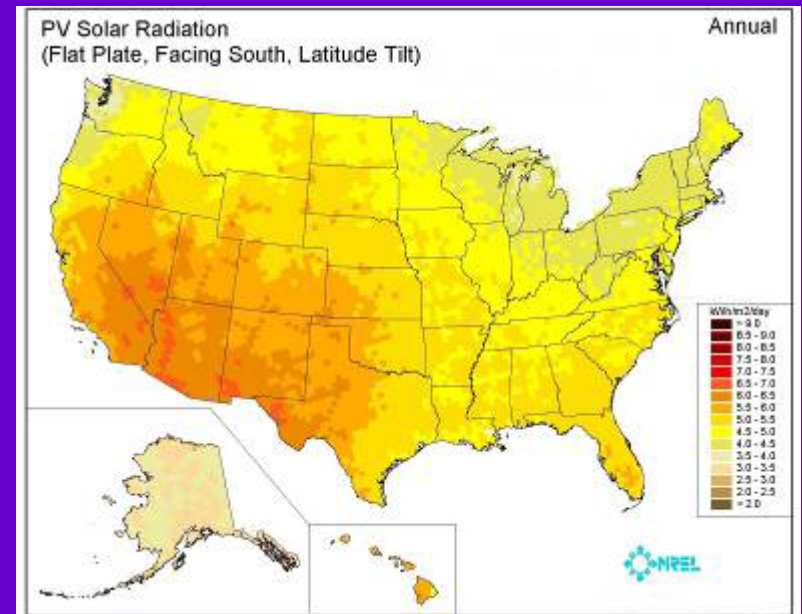 PV Solar Radiation
(Flat Plate, Facing South, Latitude Tilt)
Annual
kWh/m2/day
> 9.0
8.5 - 9.0
8.0 - 8.5
7.5 - 8.0
7.0 - 7.5
6.5 - 7.0
6.0 - 6.5
5.5 - 6.0
5.0 - 5.5
4.5 - 5.0
4.0 - 4.5
3.5 - 4.0
3.0 - 3.5
2.5 - 3.0
2.0 - 2.5
< 2.0
NREL